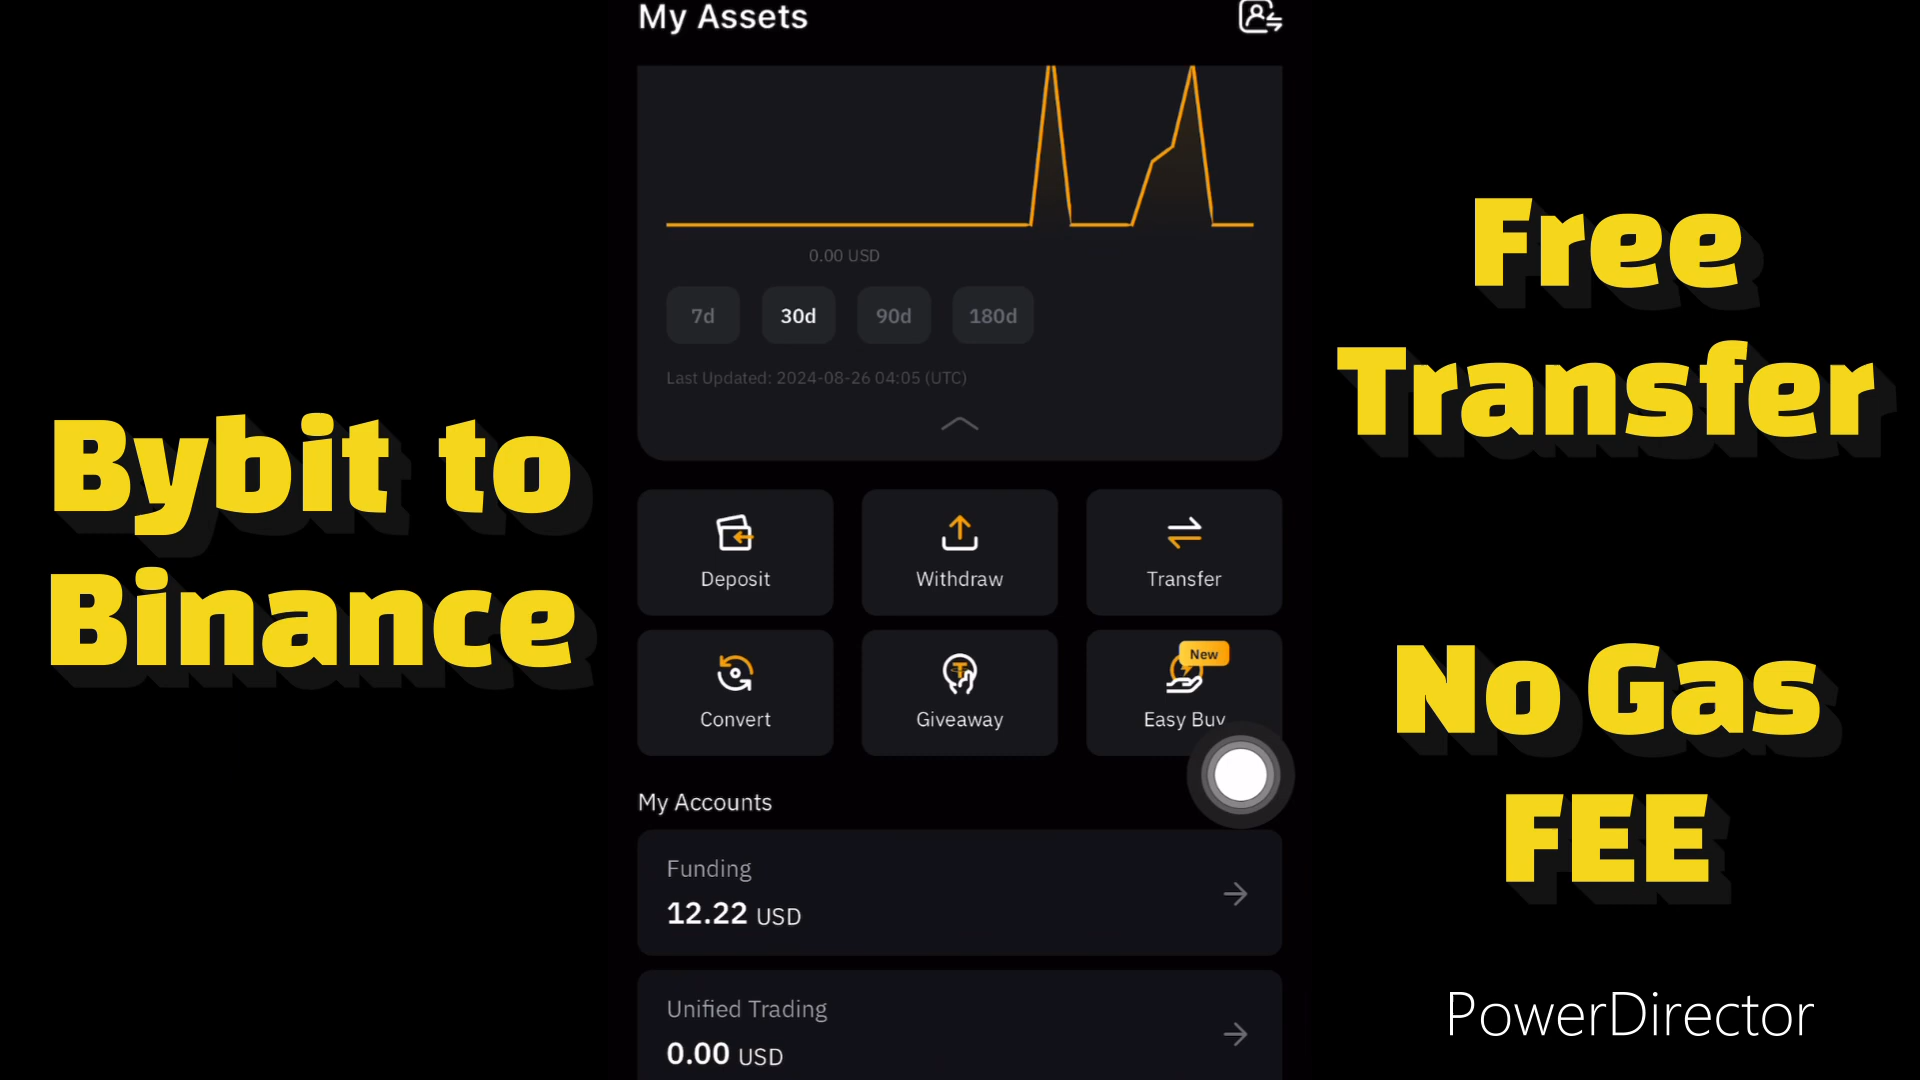 My Assets
0.00 USD
7d 30d 90d 180d
Last Updated: 2024-08-26 04:05 (UTC)
Deposit
Withdraw
Transfer
Convert
Giveaway
New
Easy Buy
My Accounts
Funding
12.22 USD
Unified Trading
0.00 USD
Bybit to
Binance
Free
Transfer
No Gas
FEE
PowerDirector